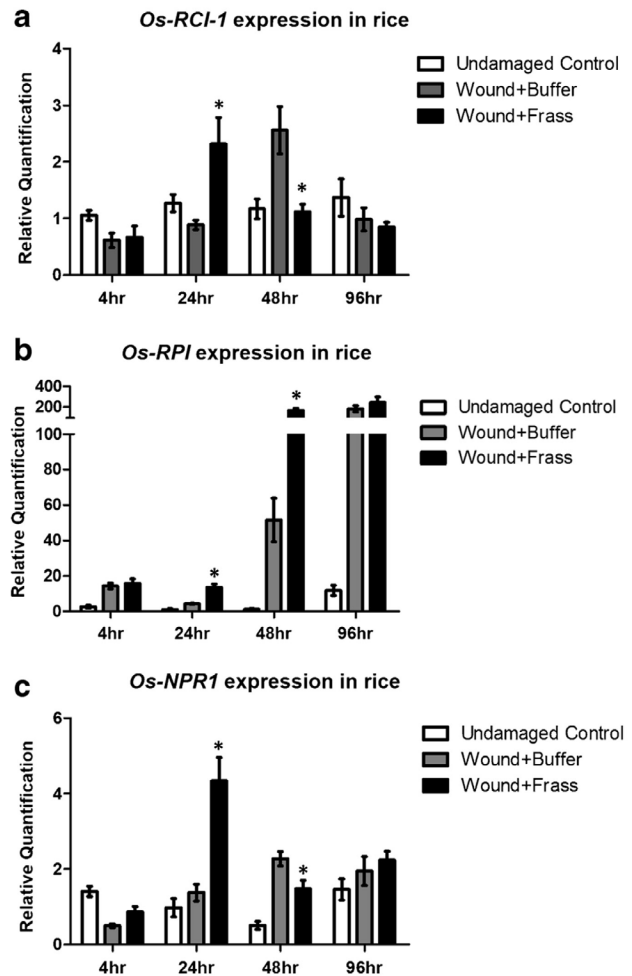 a
Os-RCI-1 expression in rice
Relative Quantification
4
3
2
1
0
*
*
4hr 24hr 48hr 96hr
Undamaged Control
Wound+Buffer
Wound+Frass
b
Os-RPI expression in rice
Relative Quantification
400
200
100
80
60
40
20
0
*
*
4hr 24hr 48hr 96hr
Undamaged Control
Wound+Buffer
Wound+Frass
c
Os-NPR1 expression in rice
Relative Quantification
6
4
2
0
*
*
4hr 24hr 48hr 96hr
Undamaged Control
Wound+Buffer
Wound+Frass